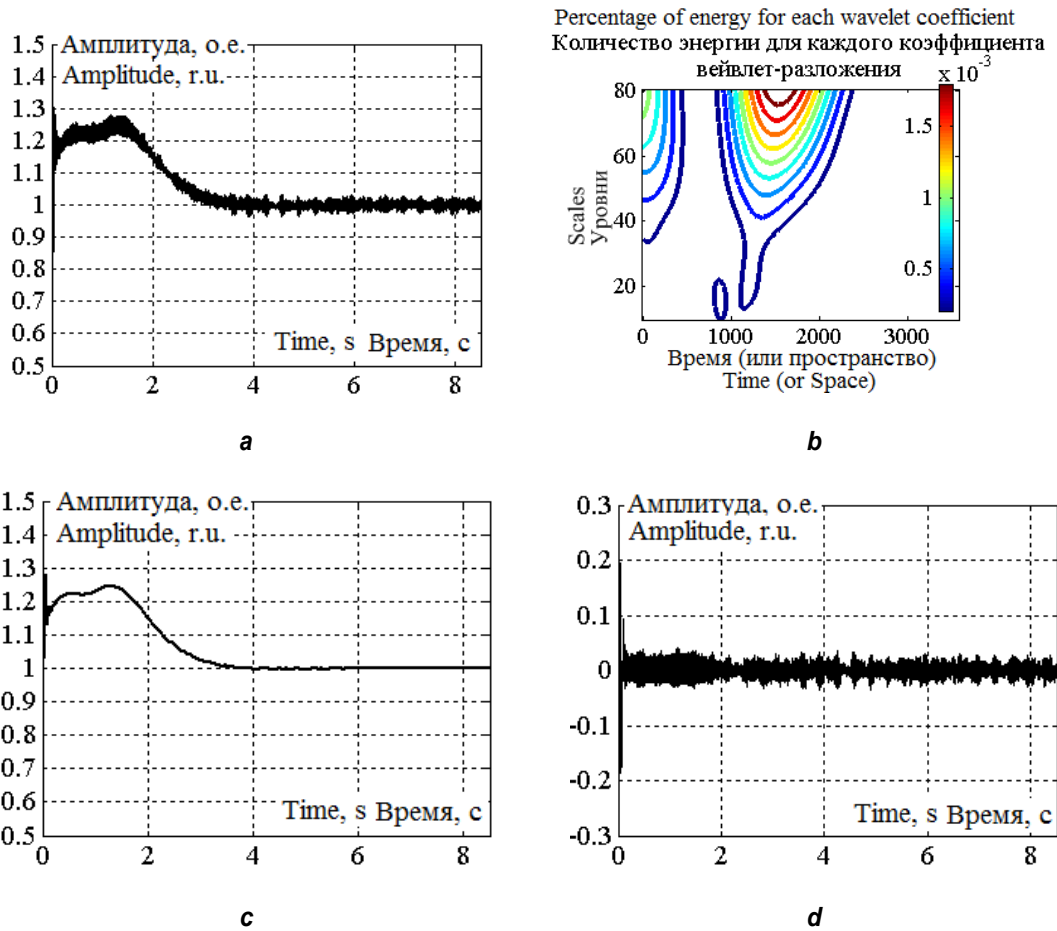 Амплитуда, о.е.
Amplitude, r.u.
1.5
1.4
1.3
1.2
1.1
1
0.9
0.8
0.7
0.6
0.5
Time, s Время, с
0 2 4 6 8
a
Percentage of energy for each wavelet coefficient
Количество энергии для каждого коэффициента
вейвлет-разложения
x 10-3
80
60
40
20
Scales
Уровни
1.5
1
0.5
0 1000 2000 3000
Время (или пространство)
Time (or Space)
b
Амплитуда, о.е.
Amplitude, r.u.
1.5
1.4
1.3
1.2
1.1
1
0.9
0.8
0.7
0.6
0.5
Time, s Время, с
0 2 4 6 8
c
Амплитуда, о.е.
Amplitude, r.u.
0.3
0.2
0.1
0
-0.1
-0.2
-0.3
Time, s Время, с
0 2 4 6 8
d